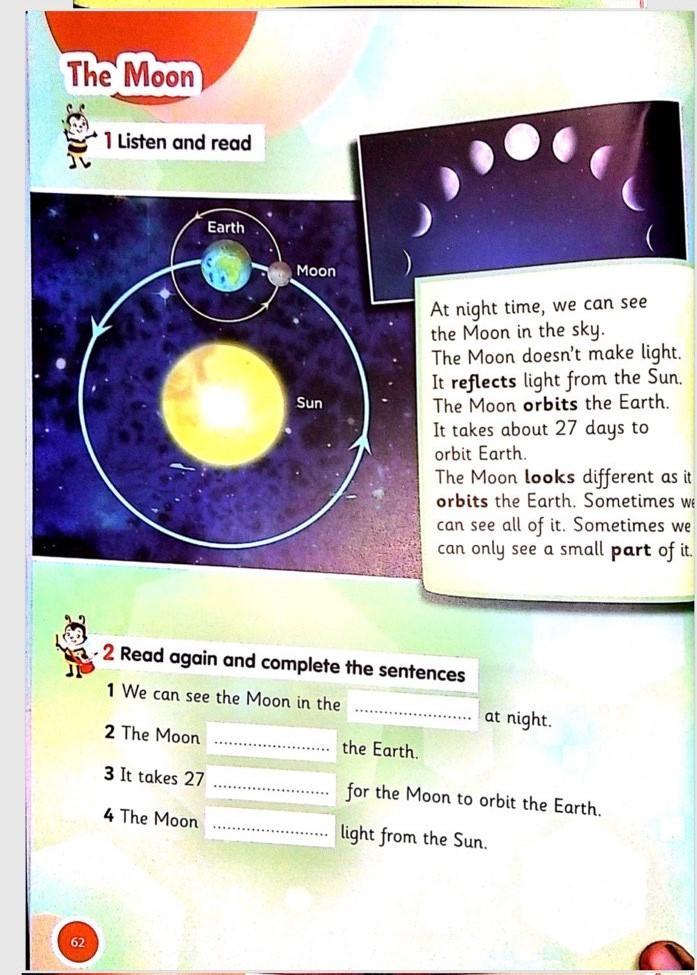 The Moon
1 Listen and read
Earth
Moon
Sun
At night time, we can see
the Moon in the sky.
The Moon doesn't make light.
It reflects light from the Sun.
The Moon orbits the Earth.
It takes about 27 days to
orbit Earth.
The Moon looks different as it
orbits the Earth. Sometimes we
can see all of it. Sometimes we
can only see a small part of it.
2 Read again and complete the sentences
1 We can see the Moon in the ........................ at night.
2 The Moon ........................ the Earth.
3 It takes 27 ........................ for the Moon to orbit the Earth.
4 The Moon ........................ light from the Sun.
62